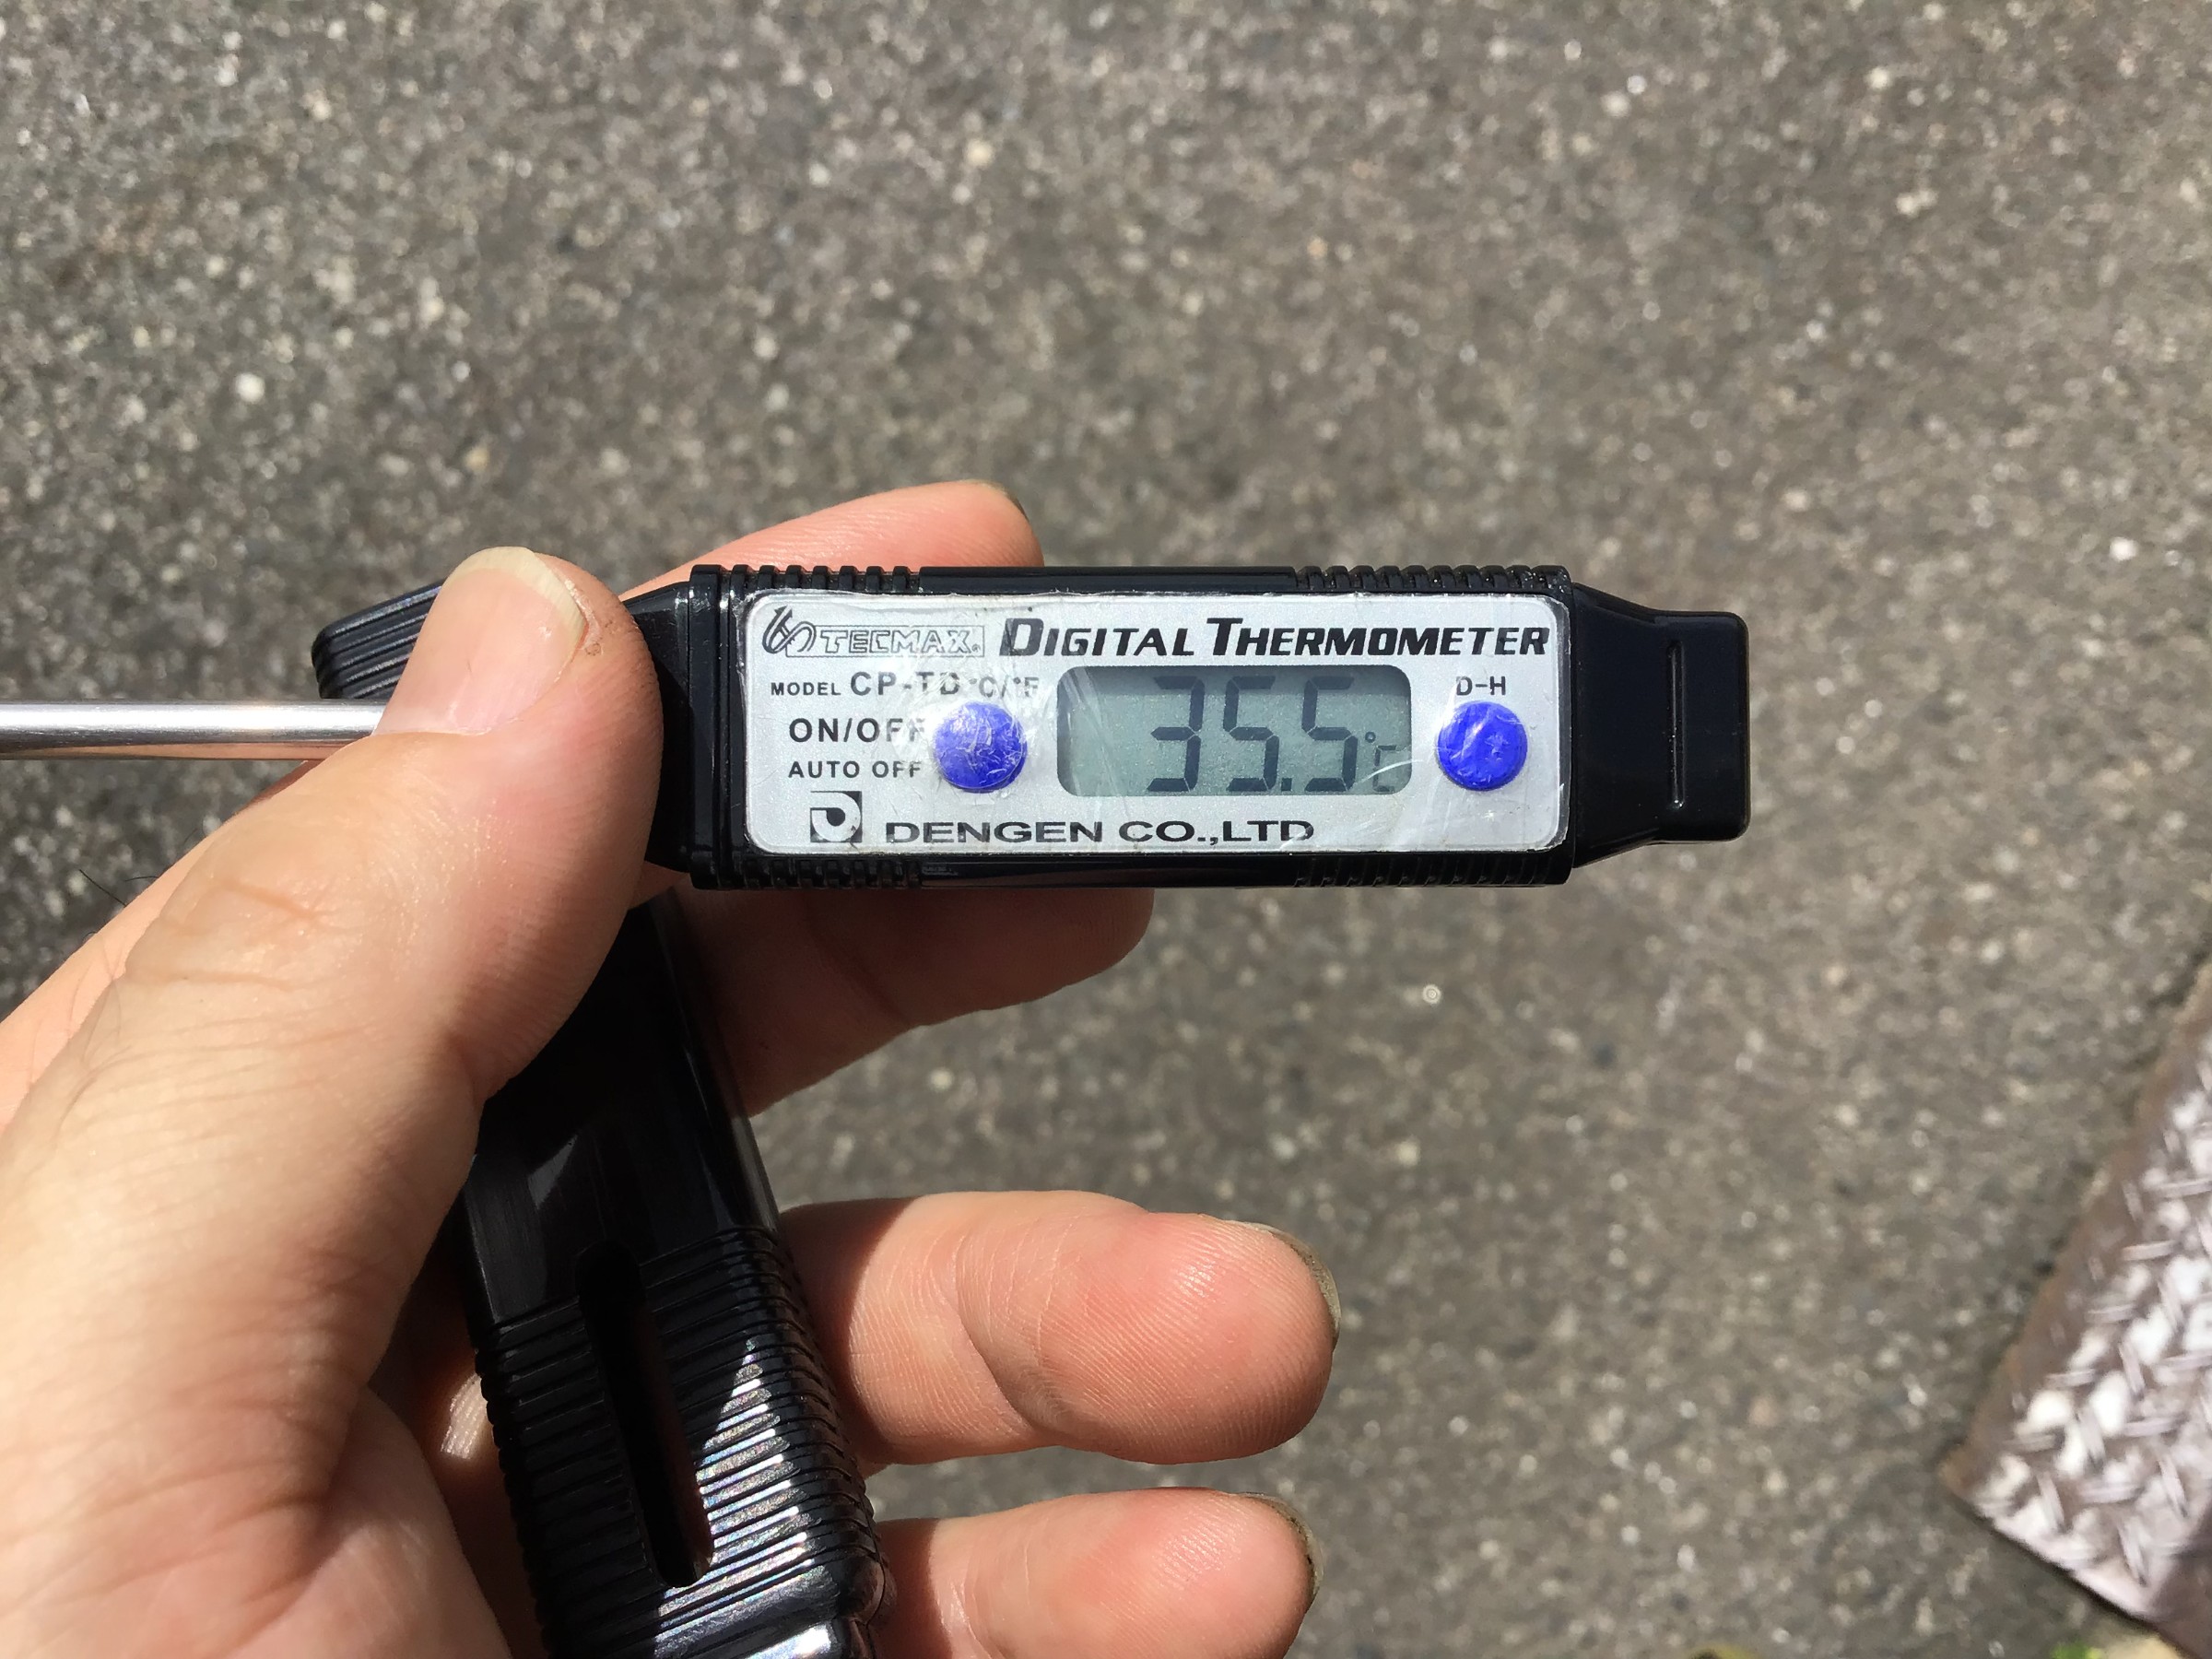 TECMAX® DIGITAL THERMOMETER
MODEL CP-TD °C/°F
D-H
ON/OFF
35.5°C
AUTO OFF
DENGEN CO.,LTD